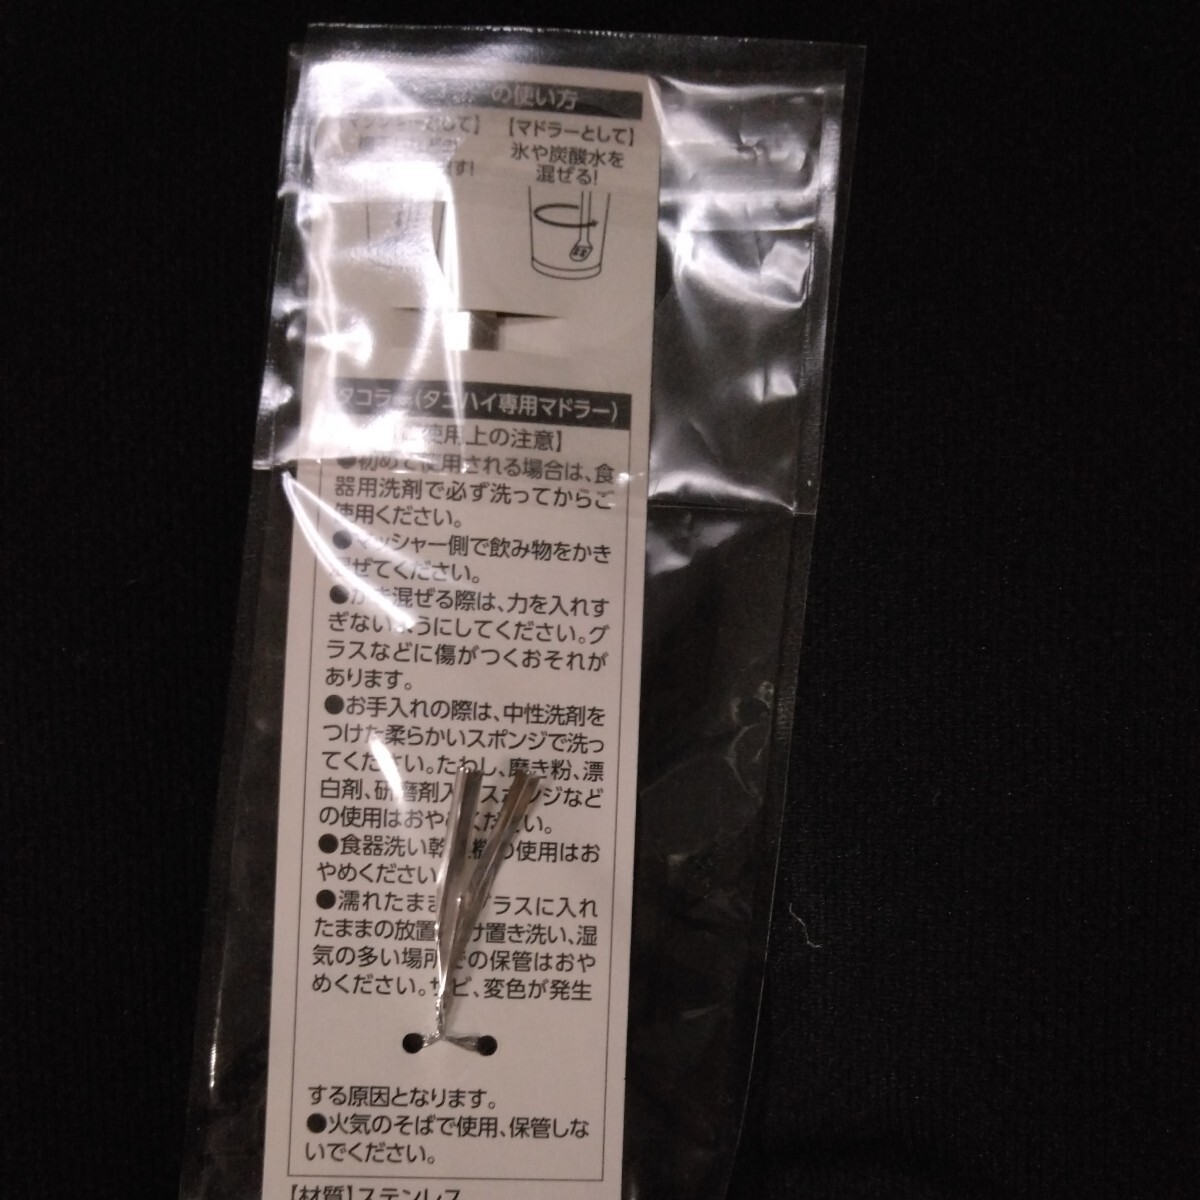 の使い方
マッシャーとして】
す!
【マドラーとして】
氷や炭酸水を
混ぜる!
タコラー(タコハイ専用マドラー)
使用上の注意】
●初めて使用される場合は、食
器用洗剤で必ず洗ってからご
使用ください。
●マッシャー側で飲み物をかき
混ぜてください。
●かき混ぜる際は、力を入れす
ぎないようにしてください。グ
ラスなどに傷がつくおそれが
あります。
●お手入れの際は、中性洗剤を
つけた柔らかいスポンジで洗っ
てください。たわし、磨き粉、漂
白剤、研磨剤入スポンジなど
の使用はおやめください。
●食器洗い乾燥機の使用はお
やめください
●濡れたまま グラスに入れ
たままの放置 け置き洗い、湿
気の多い場所での保管はおや
めください。サビ、変色が発生
する原因となります。
●火気のそばで使用、保管しな
いでください。
【材質】ステンレス